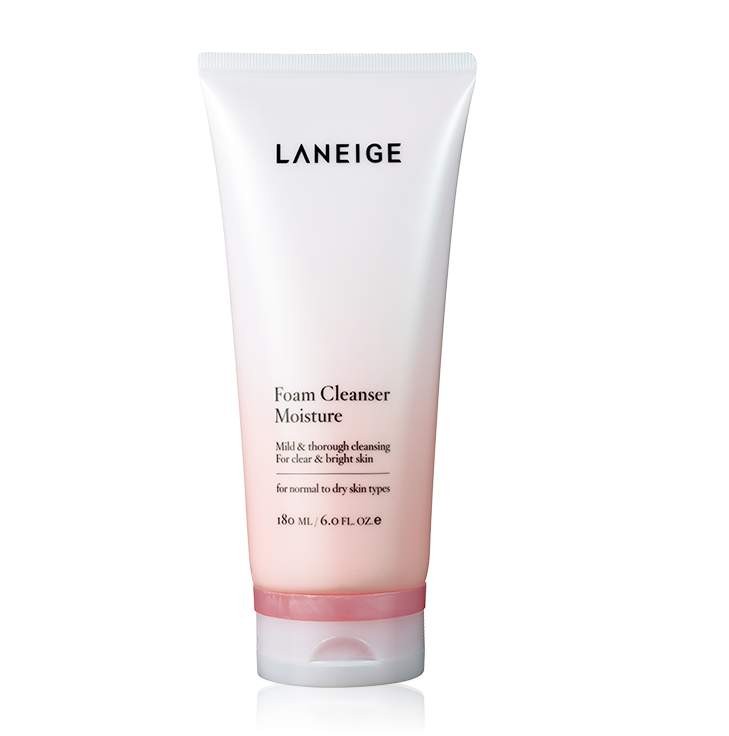 LANEIGE
Foam Cleanser
Moisture
Mild & thorough cleansing
For clear & bright skin
for normal to dry skin types
180 ML / 6.0 FL. OZ. e